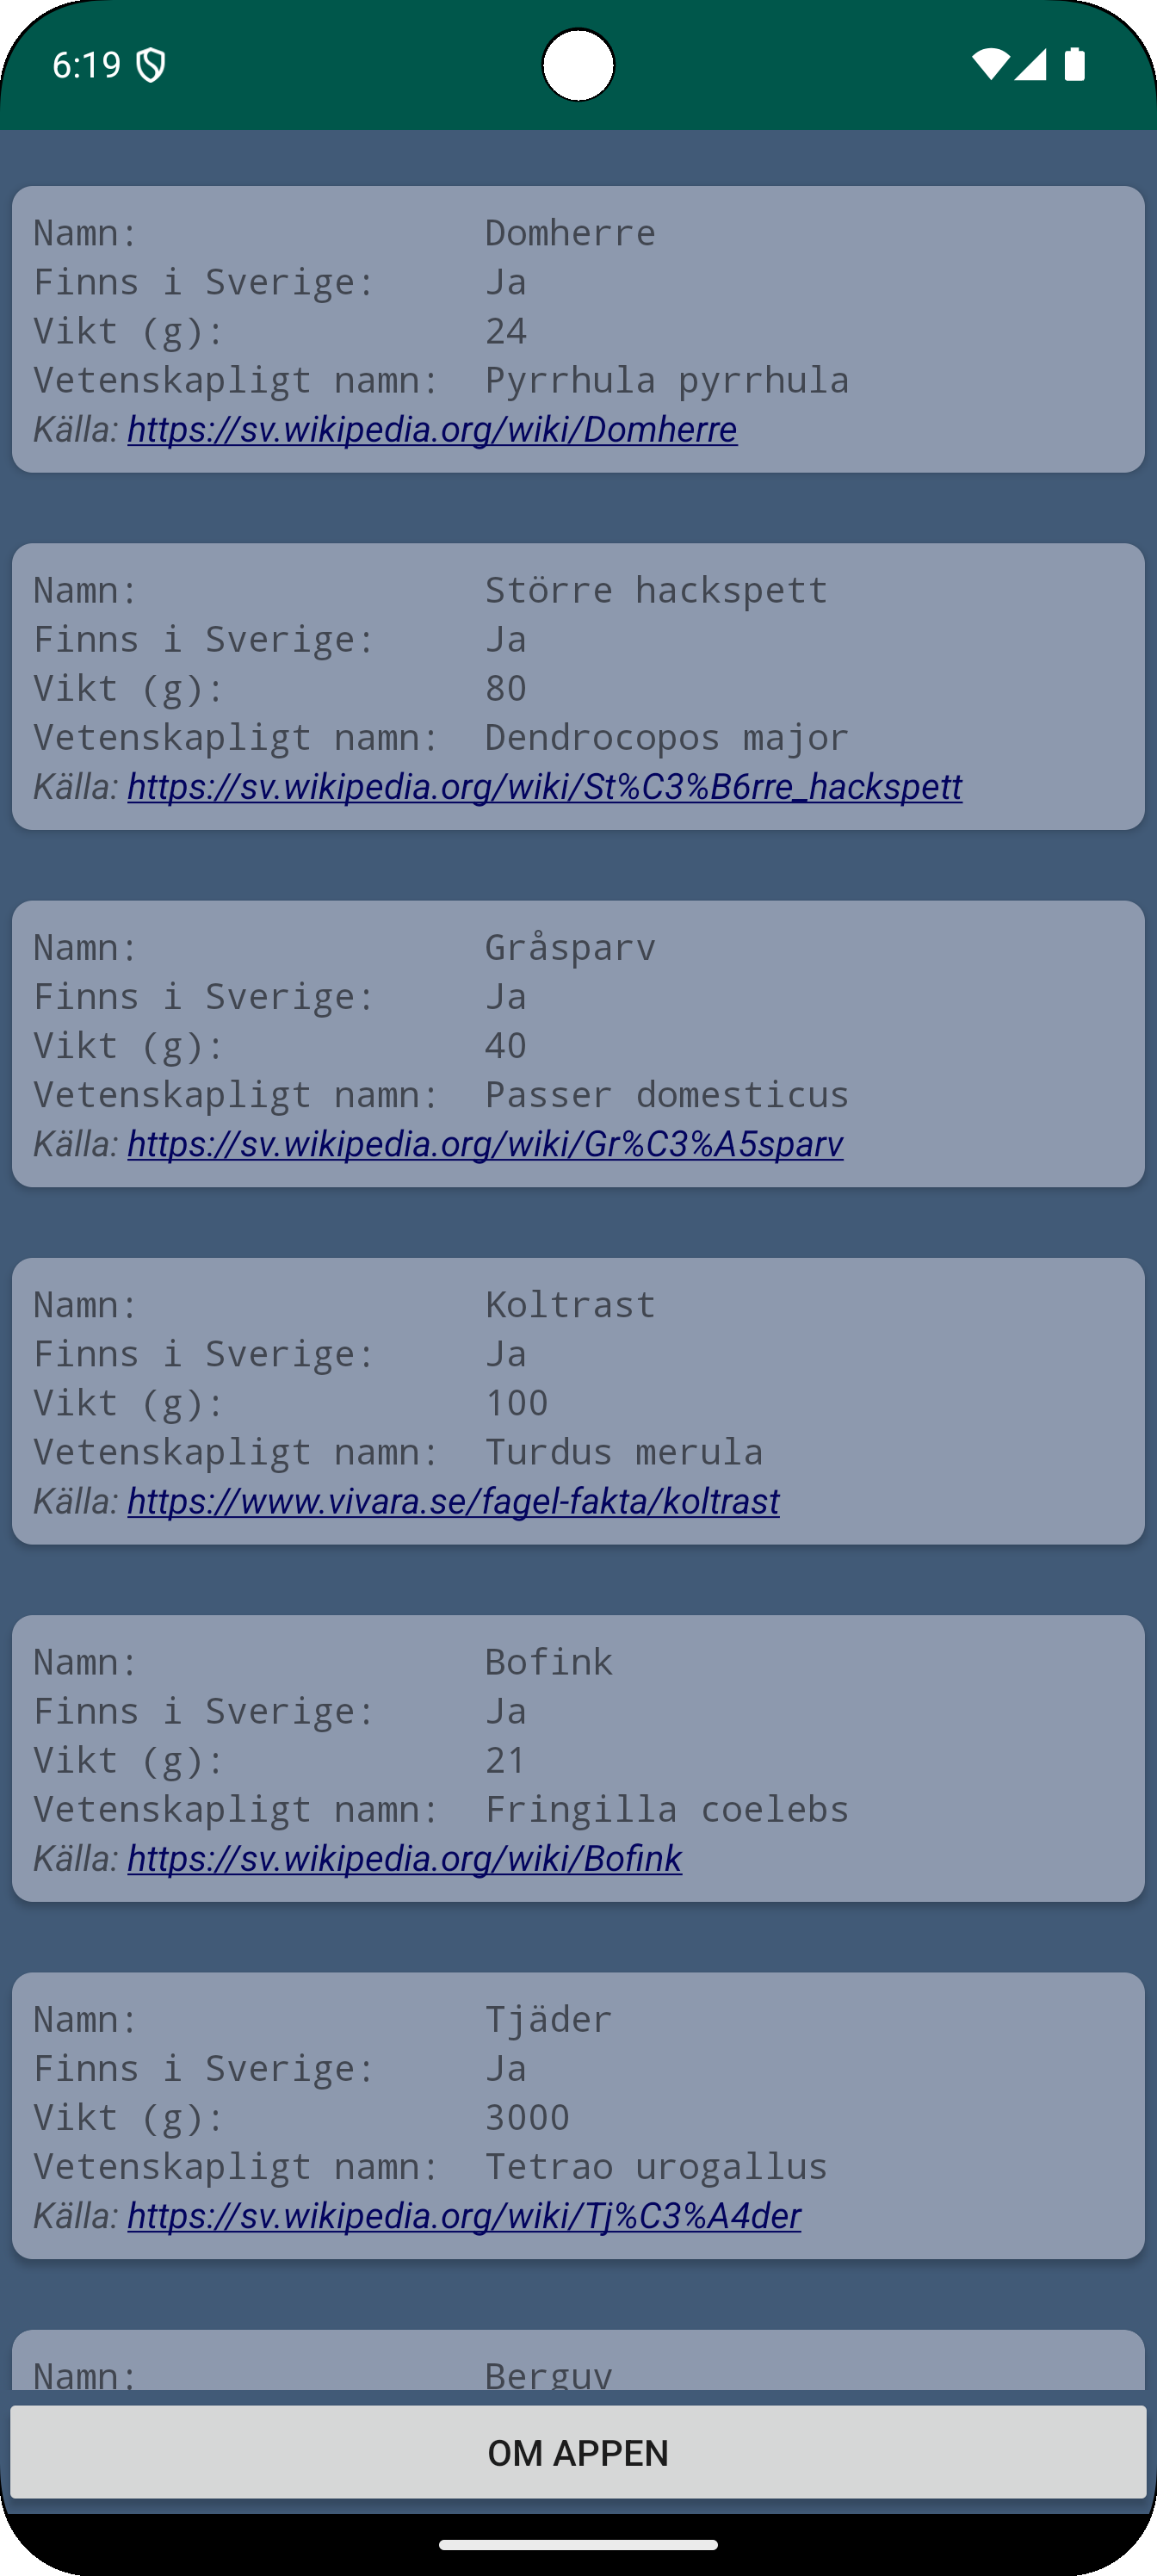 6:19
Namn: Domherre
Finns i Sverige: Ja
Vikt (g): 24
Vetenskapligt namn: Pyrrhula pyrrhula
Källa: https://sv.wikipedia.org/wiki/Domherre
Namn: Större hackspett
Finns i Sverige: Ja
Vikt (g): 80
Vetenskapligt namn: Dendrocopos major
Källa: https://sv.wikipedia.org/wiki/St%C3%B6rre_hackspett
Namn: Gråsparv
Finns i Sverige: Ja
Vikt (g): 40
Vetenskapligt namn: Passer domesticus
Källa: https://sv.wikipedia.org/wiki/Gr%C3%A5sparv
Namn: Koltrast
Finns i Sverige: Ja
Vikt (g): 100
Vetenskapligt namn: Turdus merula
Källa: https://www.vivara.se/fagel-fakta/koltrast
Namn: Bofink
Finns i Sverige: Ja
Vikt (g): 21
Vetenskapligt namn: Fringilla coelebs
Källa: https://sv.wikipedia.org/wiki/Bofink
Namn: Tjäder
Finns i Sverige: Ja
Vikt (g): 3000
Vetenskapligt namn: Tetrao urogallus
Källa: https://sv.wikipedia.org/wiki/Tj%C3%A4der
Namn: Berguv
OM APPEN